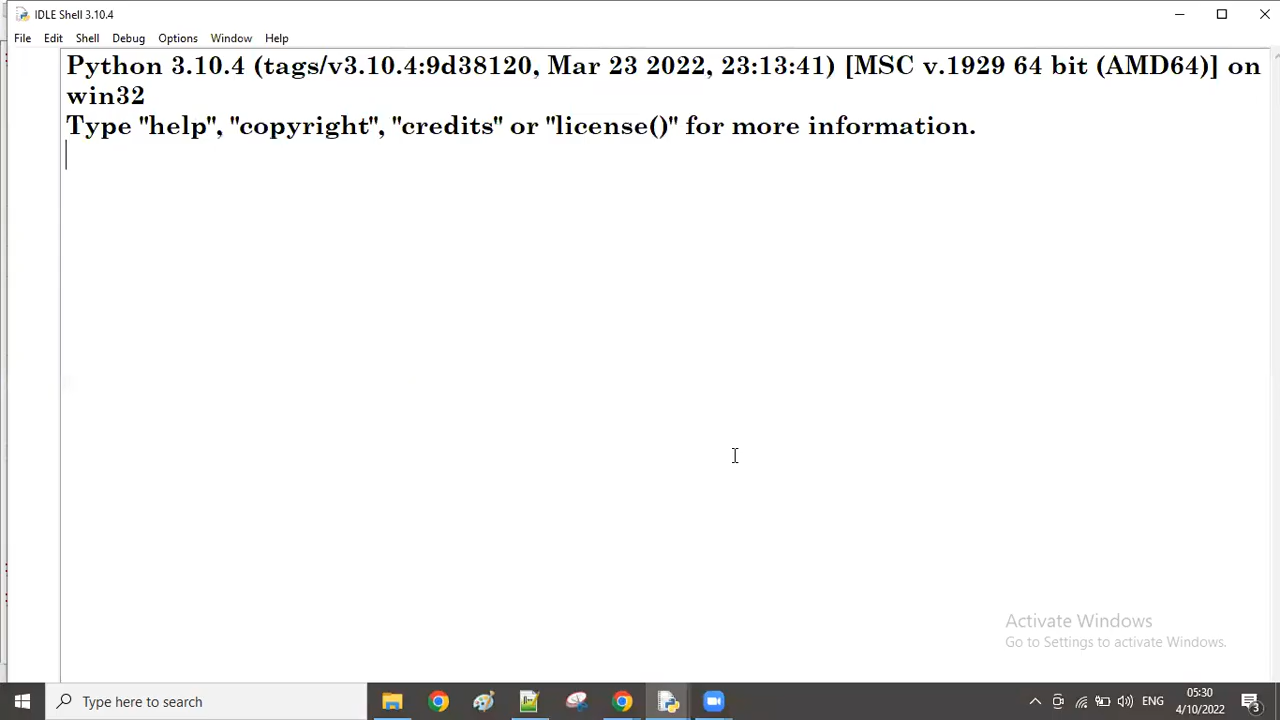 IDLE Shell 3.10.4
File Edit Shell Debug Options Window Help
Python 3.10.4 (tags/v3.10.4:9d38120, Mar 23 2022, 23:13:41) [MSC v.1929 64 bit (AMD64)] on
win32
Type "help", "copyright", "credits" or "license()" for more information.
Activate Windows
Go to Settings to activate Windows.
Type here to search
ENG
05:30
4/10/2022
3